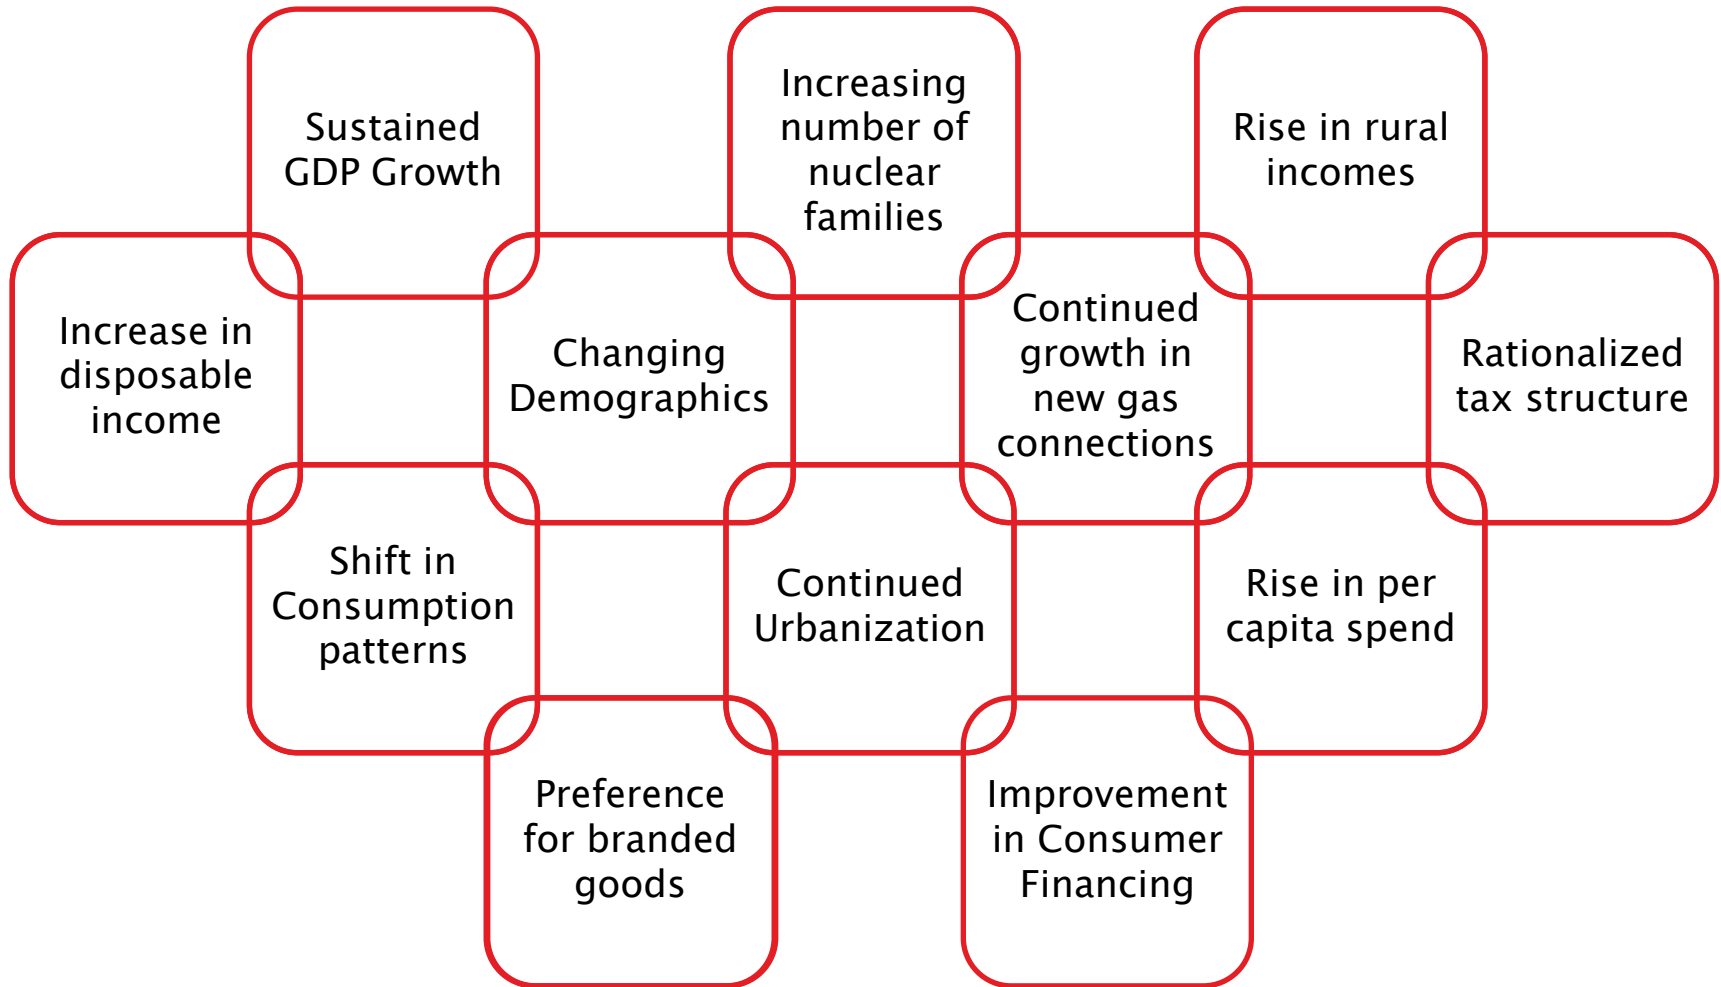 Sustained
GDP Growth
Increasing
number of
nuclear
families
Rise in rural
incomes
Increase in
disposable
income
Changing
Demographics
Continued
growth in
new gas
connections
Rationalized
tax structure
Shift in
Consumption
patterns
Continued
Urbanization
Rise in per
capita spend
Preference
for branded
goods
Improvement
in Consumer
Financing